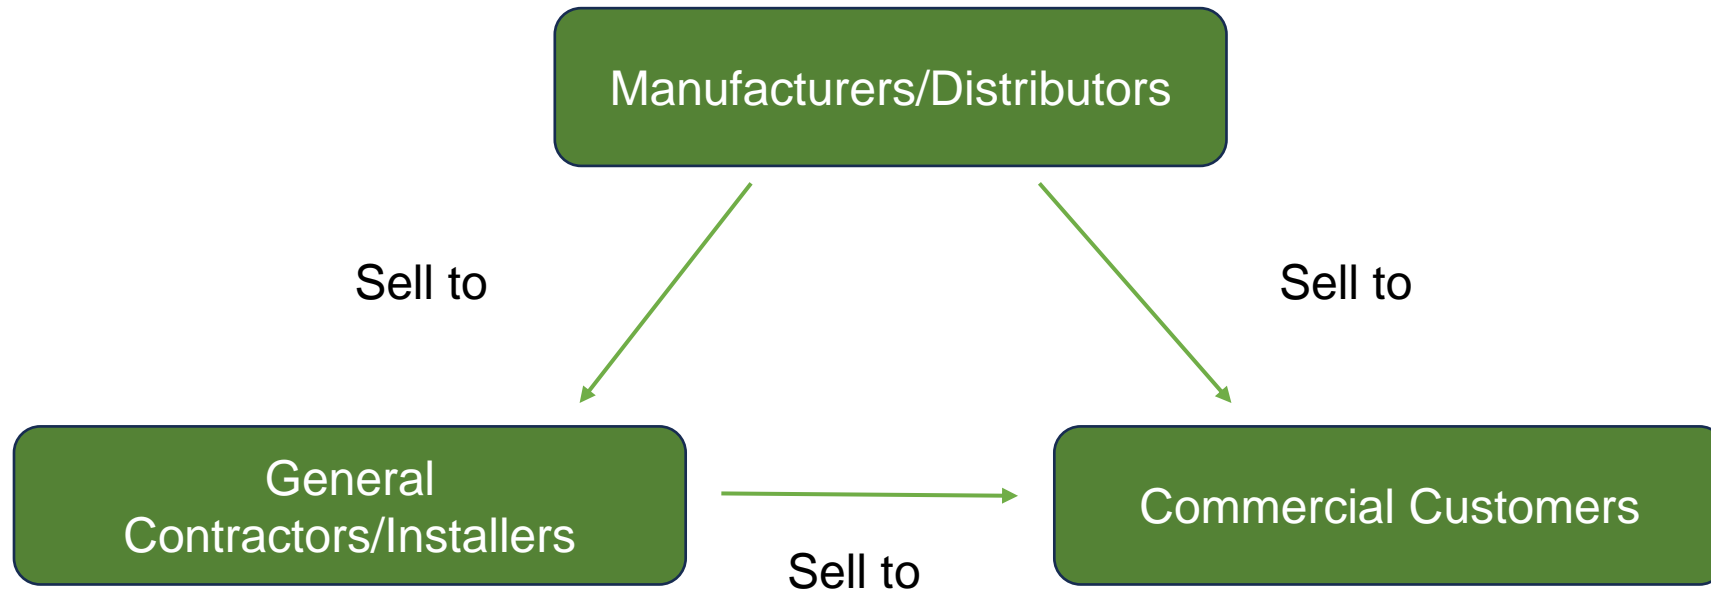 Manufacturers/Distributors
Sell to
Sell to
General
Contractors/Installers
Commercial Customers
Sell to